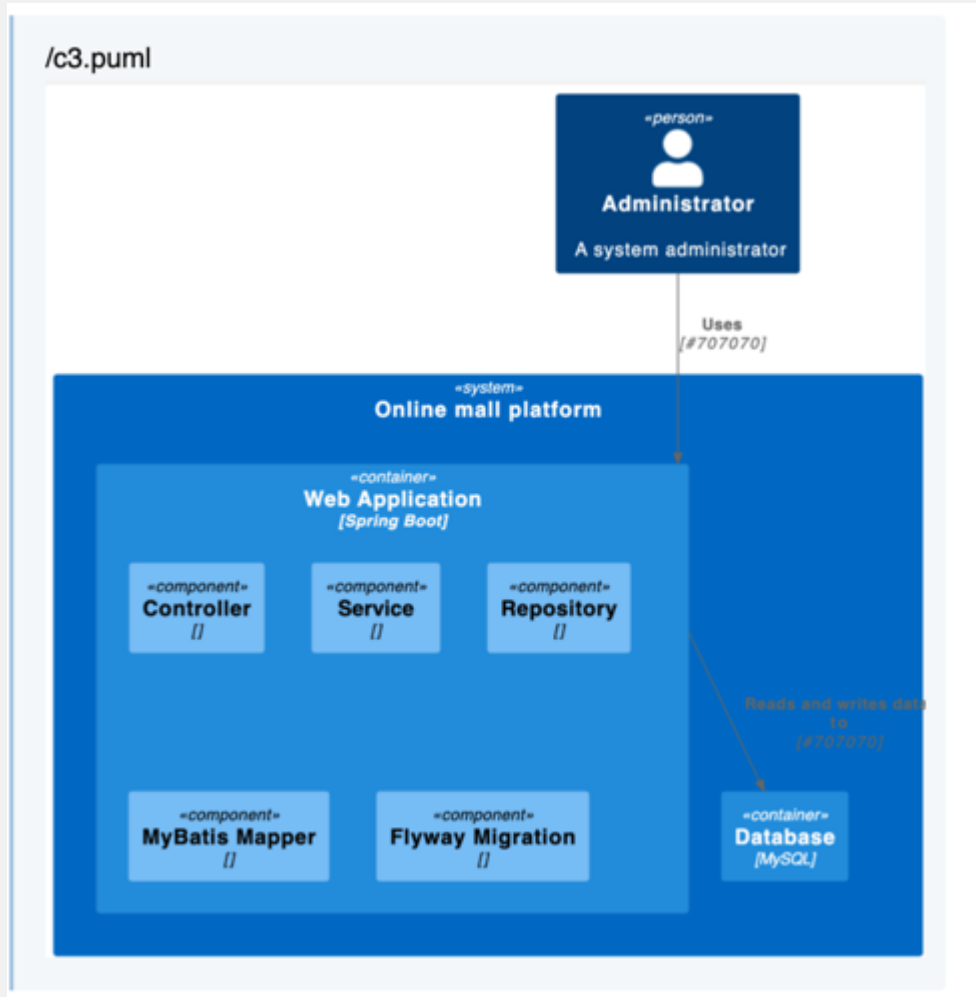 /c3.puml
«person»
Administrator
A system administrator
Uses
[#707070]
«system»
Online mall platform
«container»
Web Application
[Spring Boot]
«component»
Controller
[]
«component»
Service
[]
«component»
Repository
[]
Reads and writes data
to
[#707070]
«component»
MyBatis Mapper
[]
«component»
Flyway Migration
[]
«container»
Database
[MySQL]